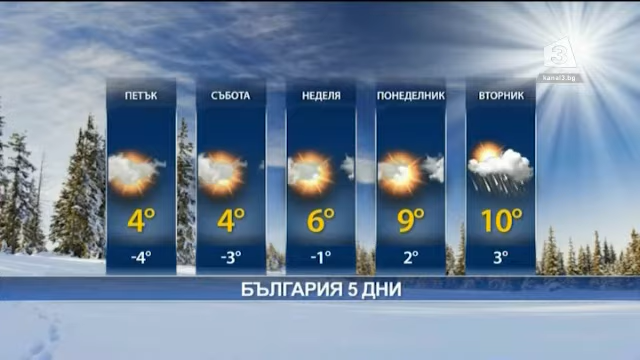 3
kanal3.bg
ПЕТЪК СЪБОТА НЕДЕЛЯ ПОНЕДЕЛНИК ВТОРНИК
4° 4° 6° 9° 10°
-4° -3° -1° 2° 3°
БЪЛГАРИЯ 5 ДНИ